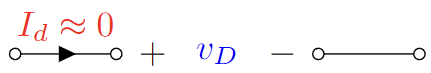 I_d ≈ 0
+ v_D −